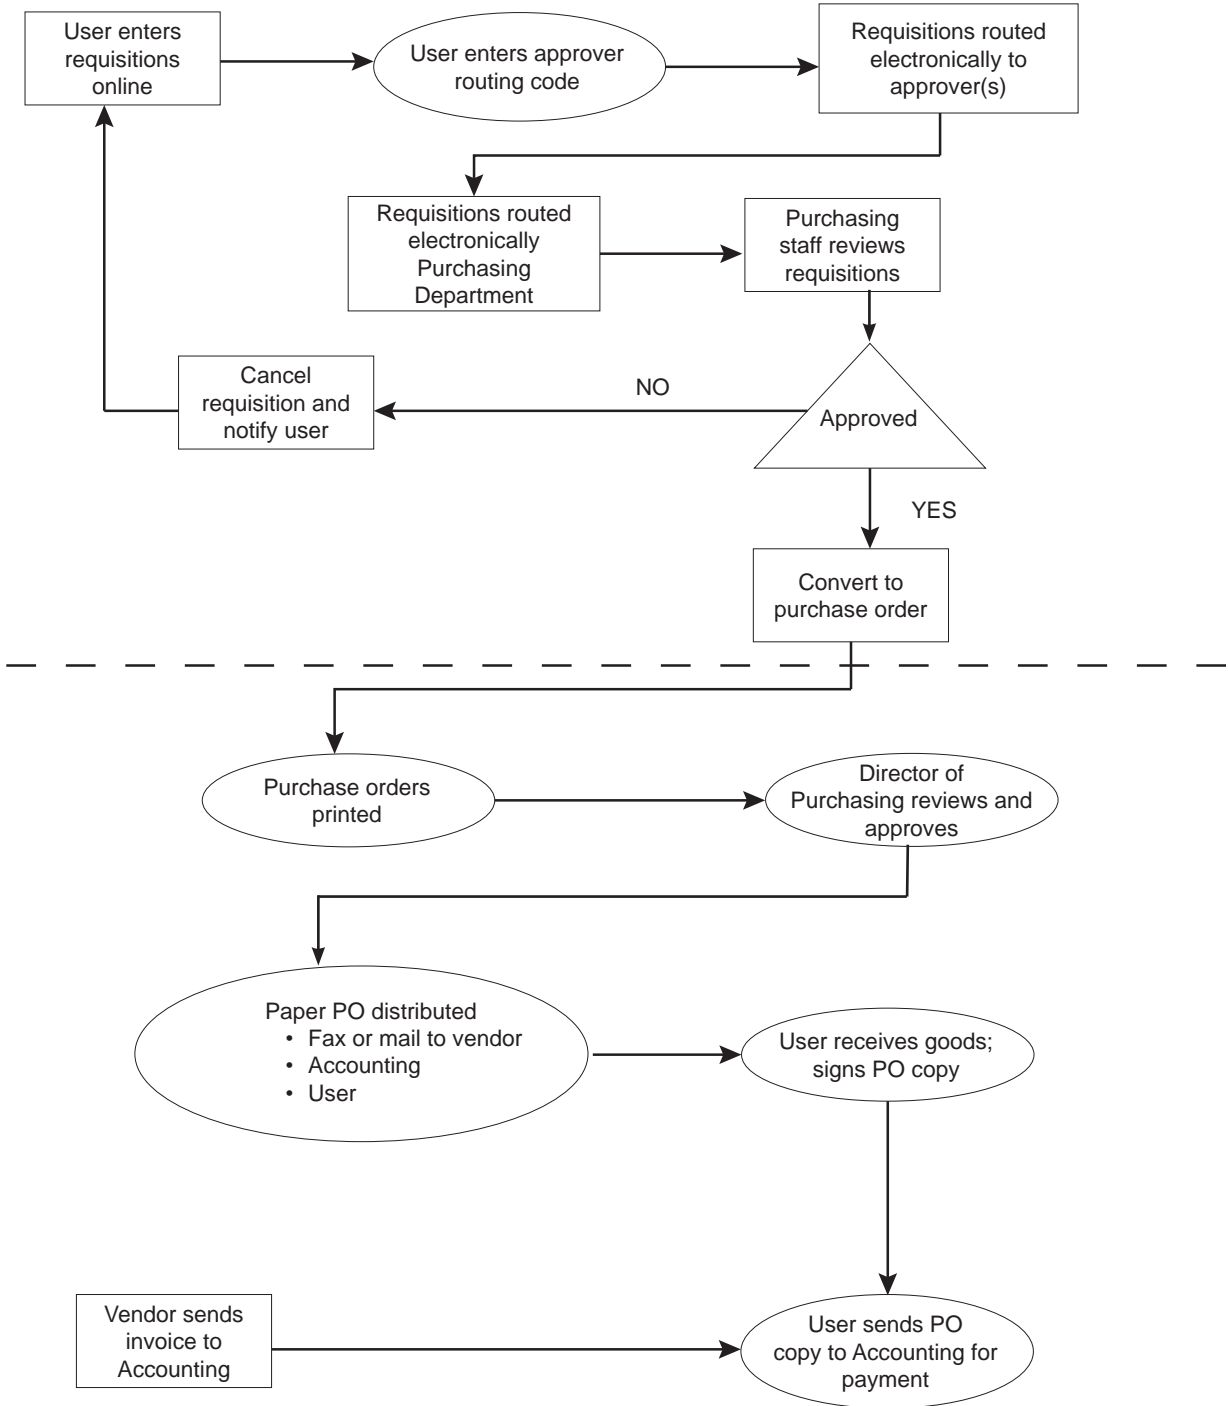 User enters
requisitions
online
User enters approver
routing code
Requisitions routed
electronically to
approver(s)
Requisitions routed
electronically
Purchasing
Department
Purchasing
staff reviews
requisitions
Cancel
requisition and
notify user
NO
Approved
YES
Convert to
purchase order
Purchase orders
printed
Director of
Purchasing reviews and
approves
Paper PO distributed
• Fax or mail to vendor
• Accounting
• User
User receives goods;
signs PO copy
Vendor sends
invoice to
Accounting
User sends PO
copy to Accounting for
payment